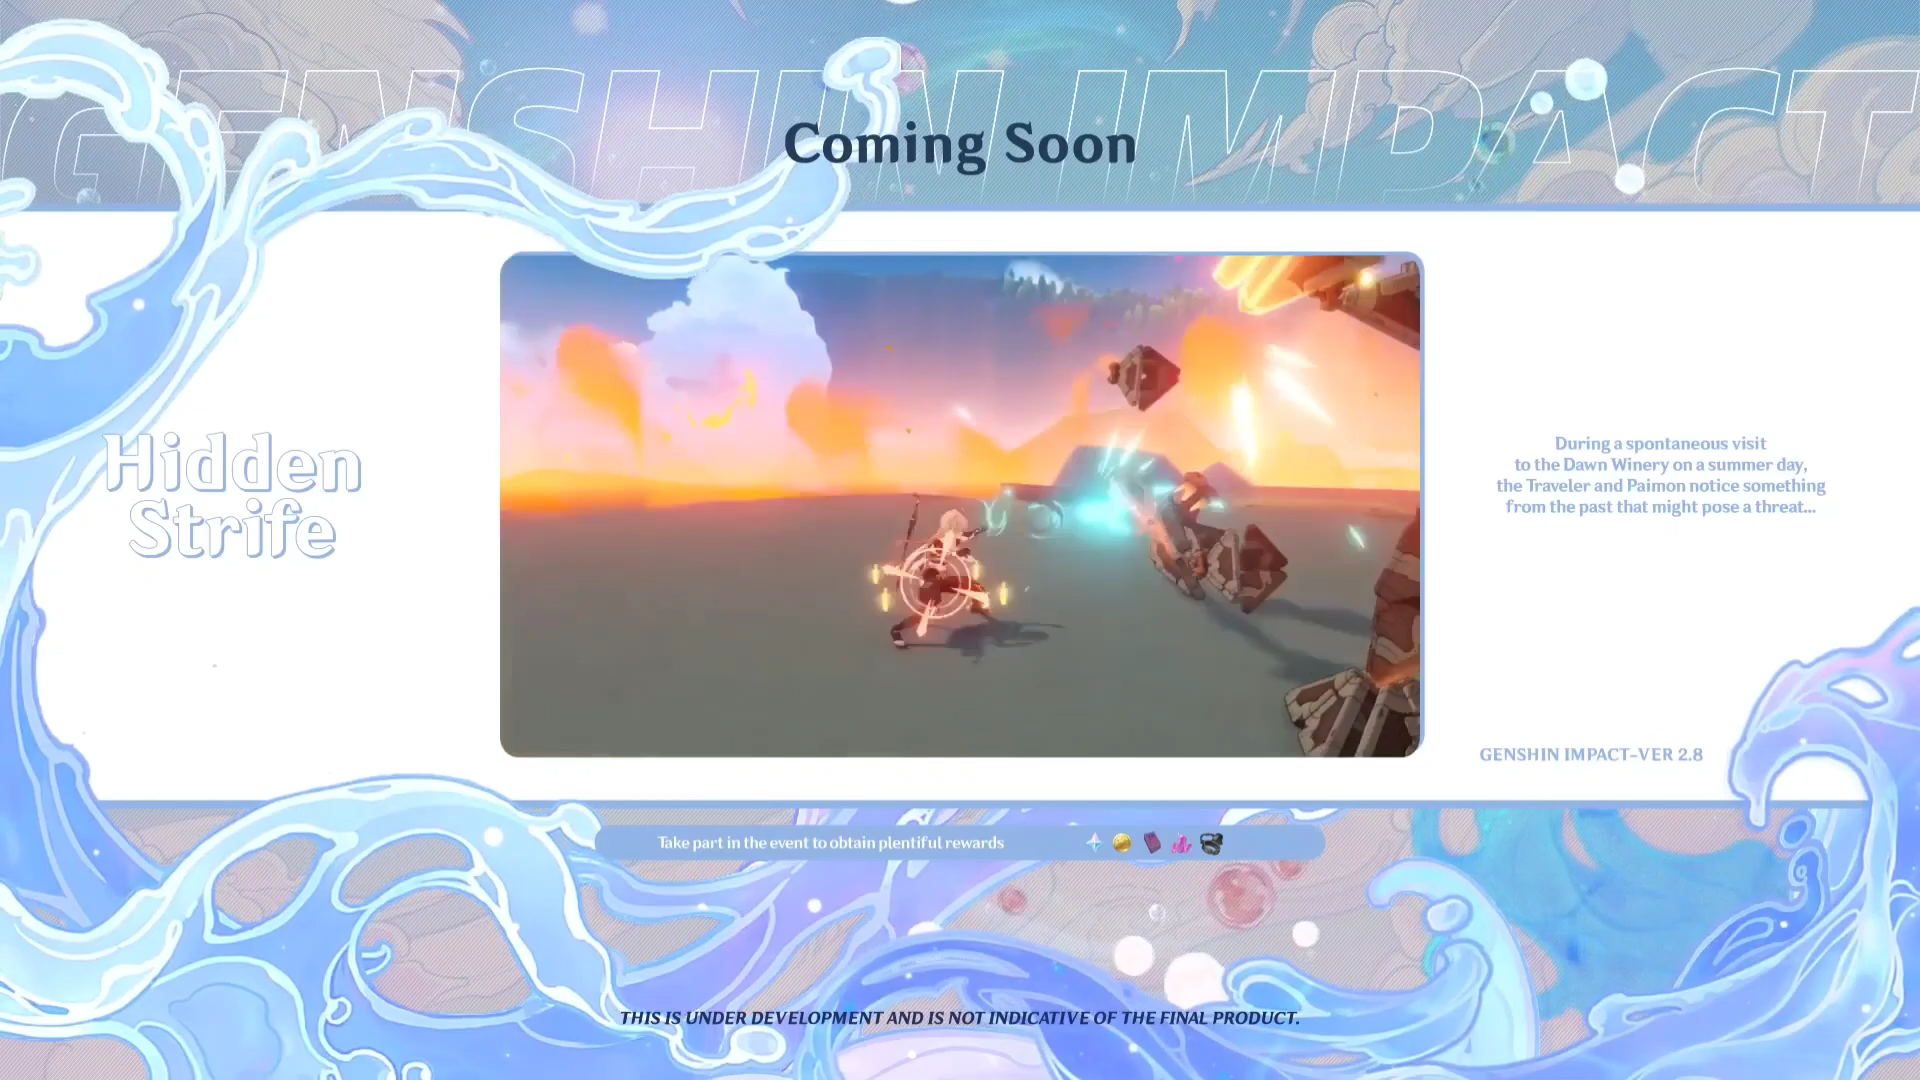 GENSHIN IMPACT
Coming Soon
Hidden
Strife
During a spontaneous visit
to the Dawn Winery on a summer day,
the Traveler and Paimon notice something
from the past that might pose a threat...
GENSHIN IMPACT-VER 2.8
Take part in the event to obtain plentiful rewards
THIS IS UNDER DEVELOPMENT AND IS NOT INDICATIVE OF THE FINAL PRODUCT.